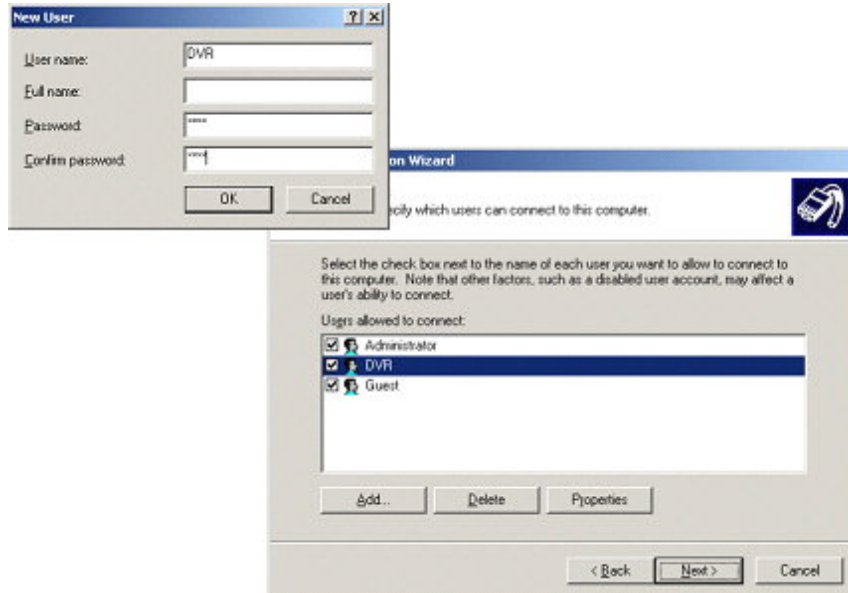 New User
User name:
DVR
Full name:
Password:
****
Confirm password:
****
OK
Cancel
on Wizard
ecify which users can connect to this computer.
Select the check box next to the name of each user you want to allow to connect to
this computer. Note that other factors, such as a disabled user account, may affect a
user's ability to connect.
Users allowed to connect:
Administrator
DVR
Guest
Add...
Delete
Properties
< Back
Next >
Cancel